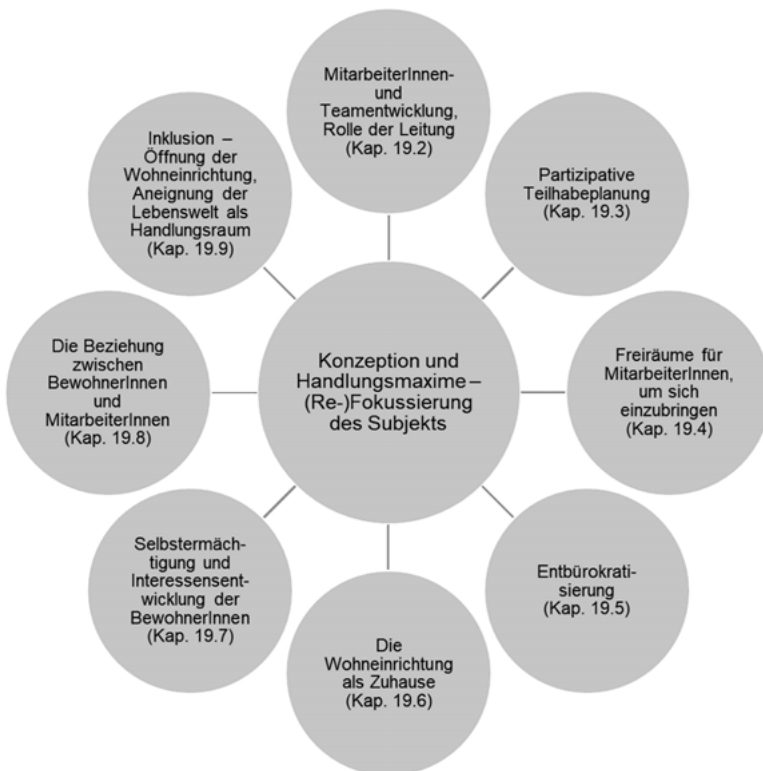 MitarbeiterInnen-
und
Teamentwicklung,
Rolle der Leitung
(Kap. 19.2)
Partizipative
Teilhabeplanung
(Kap. 19.3)
Freiräume für
MitarbeiterInnen,
um sich
einzubringen
(Kap. 19.4)
Entbürokrati-
sierung
(Kap. 19.5)
Die
Wohneinrichtung
als Zuhause
(Kap. 19.6)
Selbstermäch-
tigung und
Interessensent-
wicklung der
BewohnerInnen
(Kap. 19.7)
Die Beziehung
zwischen
BewohnerInnen
und
MitarbeiterInnen
(Kap. 19.8)
Inklusion –
Öffnung der
Wohneinrichtung,
Aneignung der
Lebenswelt als
Handlungsraum
(Kap. 19.9)
Konzeption und
Handlungsmaxime –
(Re-)Fokussierung
des Subjekts